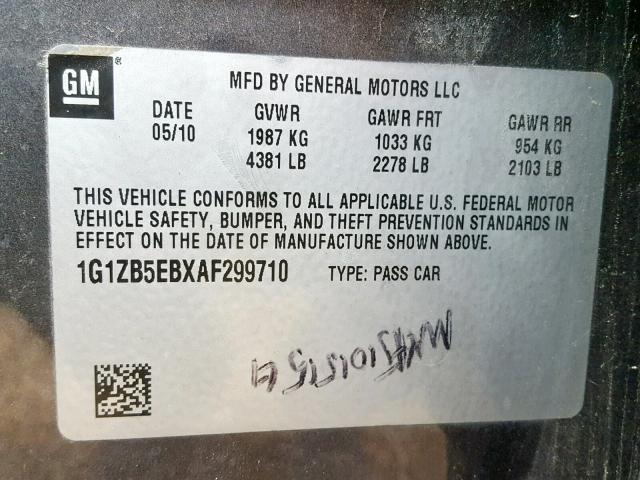 GM®
MFD BY GENERAL MOTORS LLC
DATE GVWR GAWR FRT GAWR RR
05/10 1987 KG 1033 KG 954 KG
4381 LB 2278 LB 2103 LB
THIS VEHICLE CONFORMS TO ALL APPLICABLE U.S. FEDERAL MOTOR
VEHICLE SAFETY, BUMPER, AND THEFT PREVENTION STANDARDS IN
EFFECT ON THE DATE OF MANUFACTURE SHOWN ABOVE.
1G1ZB5EBXAF299710 TYPE: PASS CAR